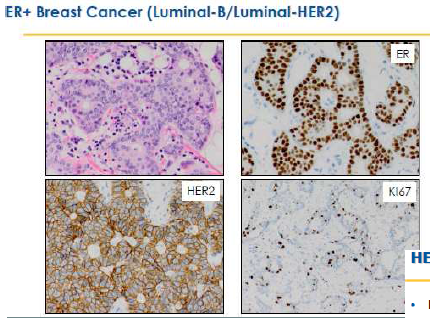 ER+ Breast Cancer (Luminal-B/Luminal-HER2)
ER
HER2
KI67
HE
•